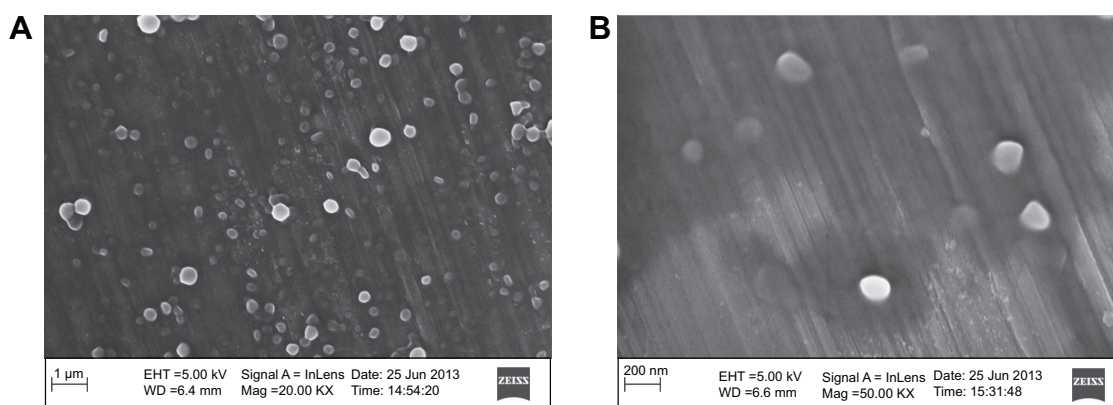 A
B
1 µm
EHT =5.00 kV Signal A = InLens Date: 25 Jun 2013
WD =6.4 mm Mag =20.00 KX Time: 14:54:20
ZEISS
200 nm
EHT =5.00 kV Signal A = InLens Date: 25 Jun 2013
WD =6.6 mm Mag =50.00 KX Time: 15:31:48
ZEISS